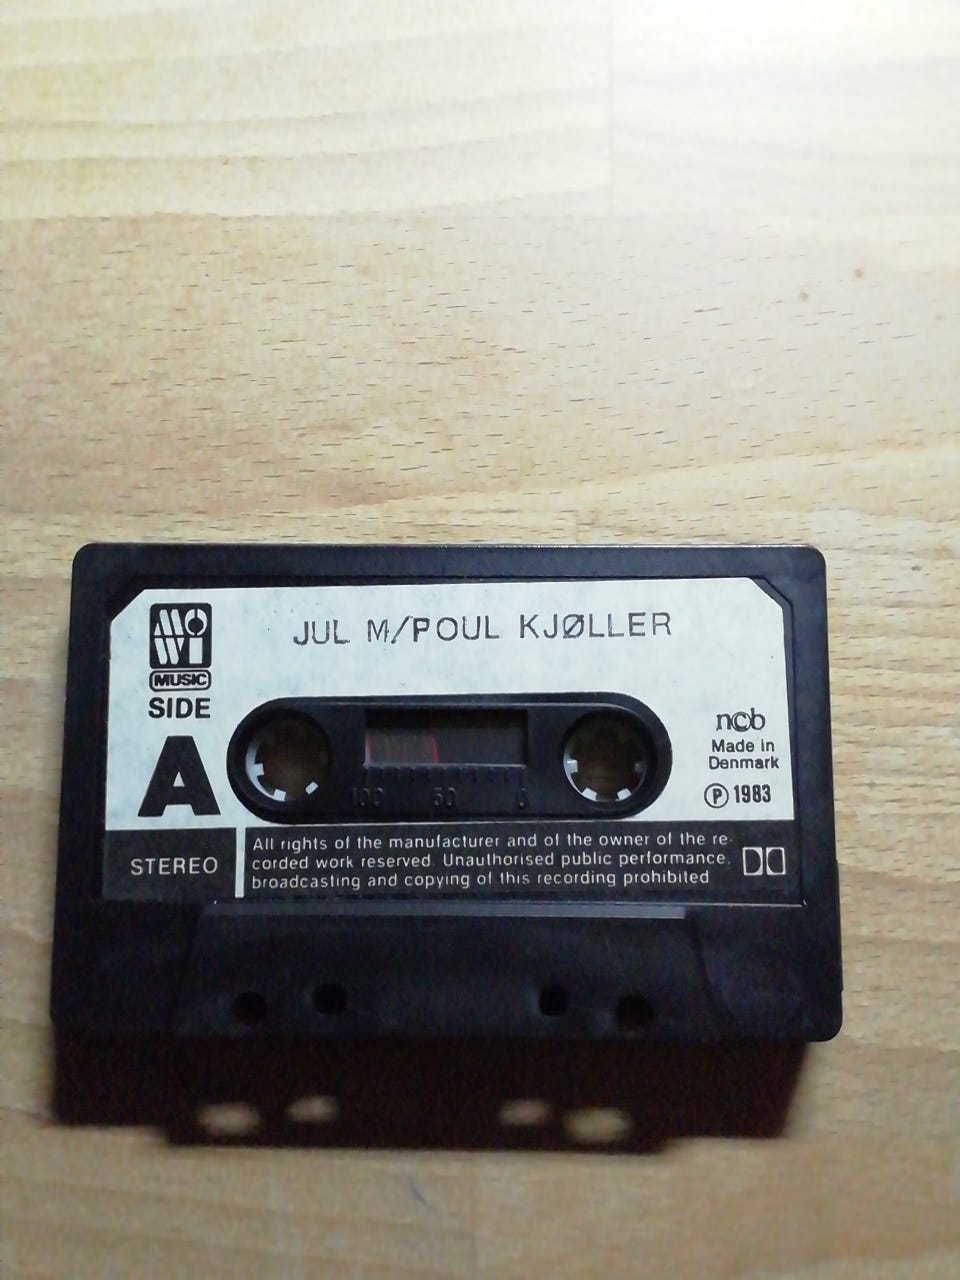 MOWI
MUSIC
SIDE
A
JUL M/POUL KJØLLER
ncb
Made in
Denmark
Ⓟ 1983
100 50 0
STEREO
All rights of the manufacturer and of the owner of the re-
corded work reserved. Unauthorised public performance,
broadcasting and copying of this recording prohibited